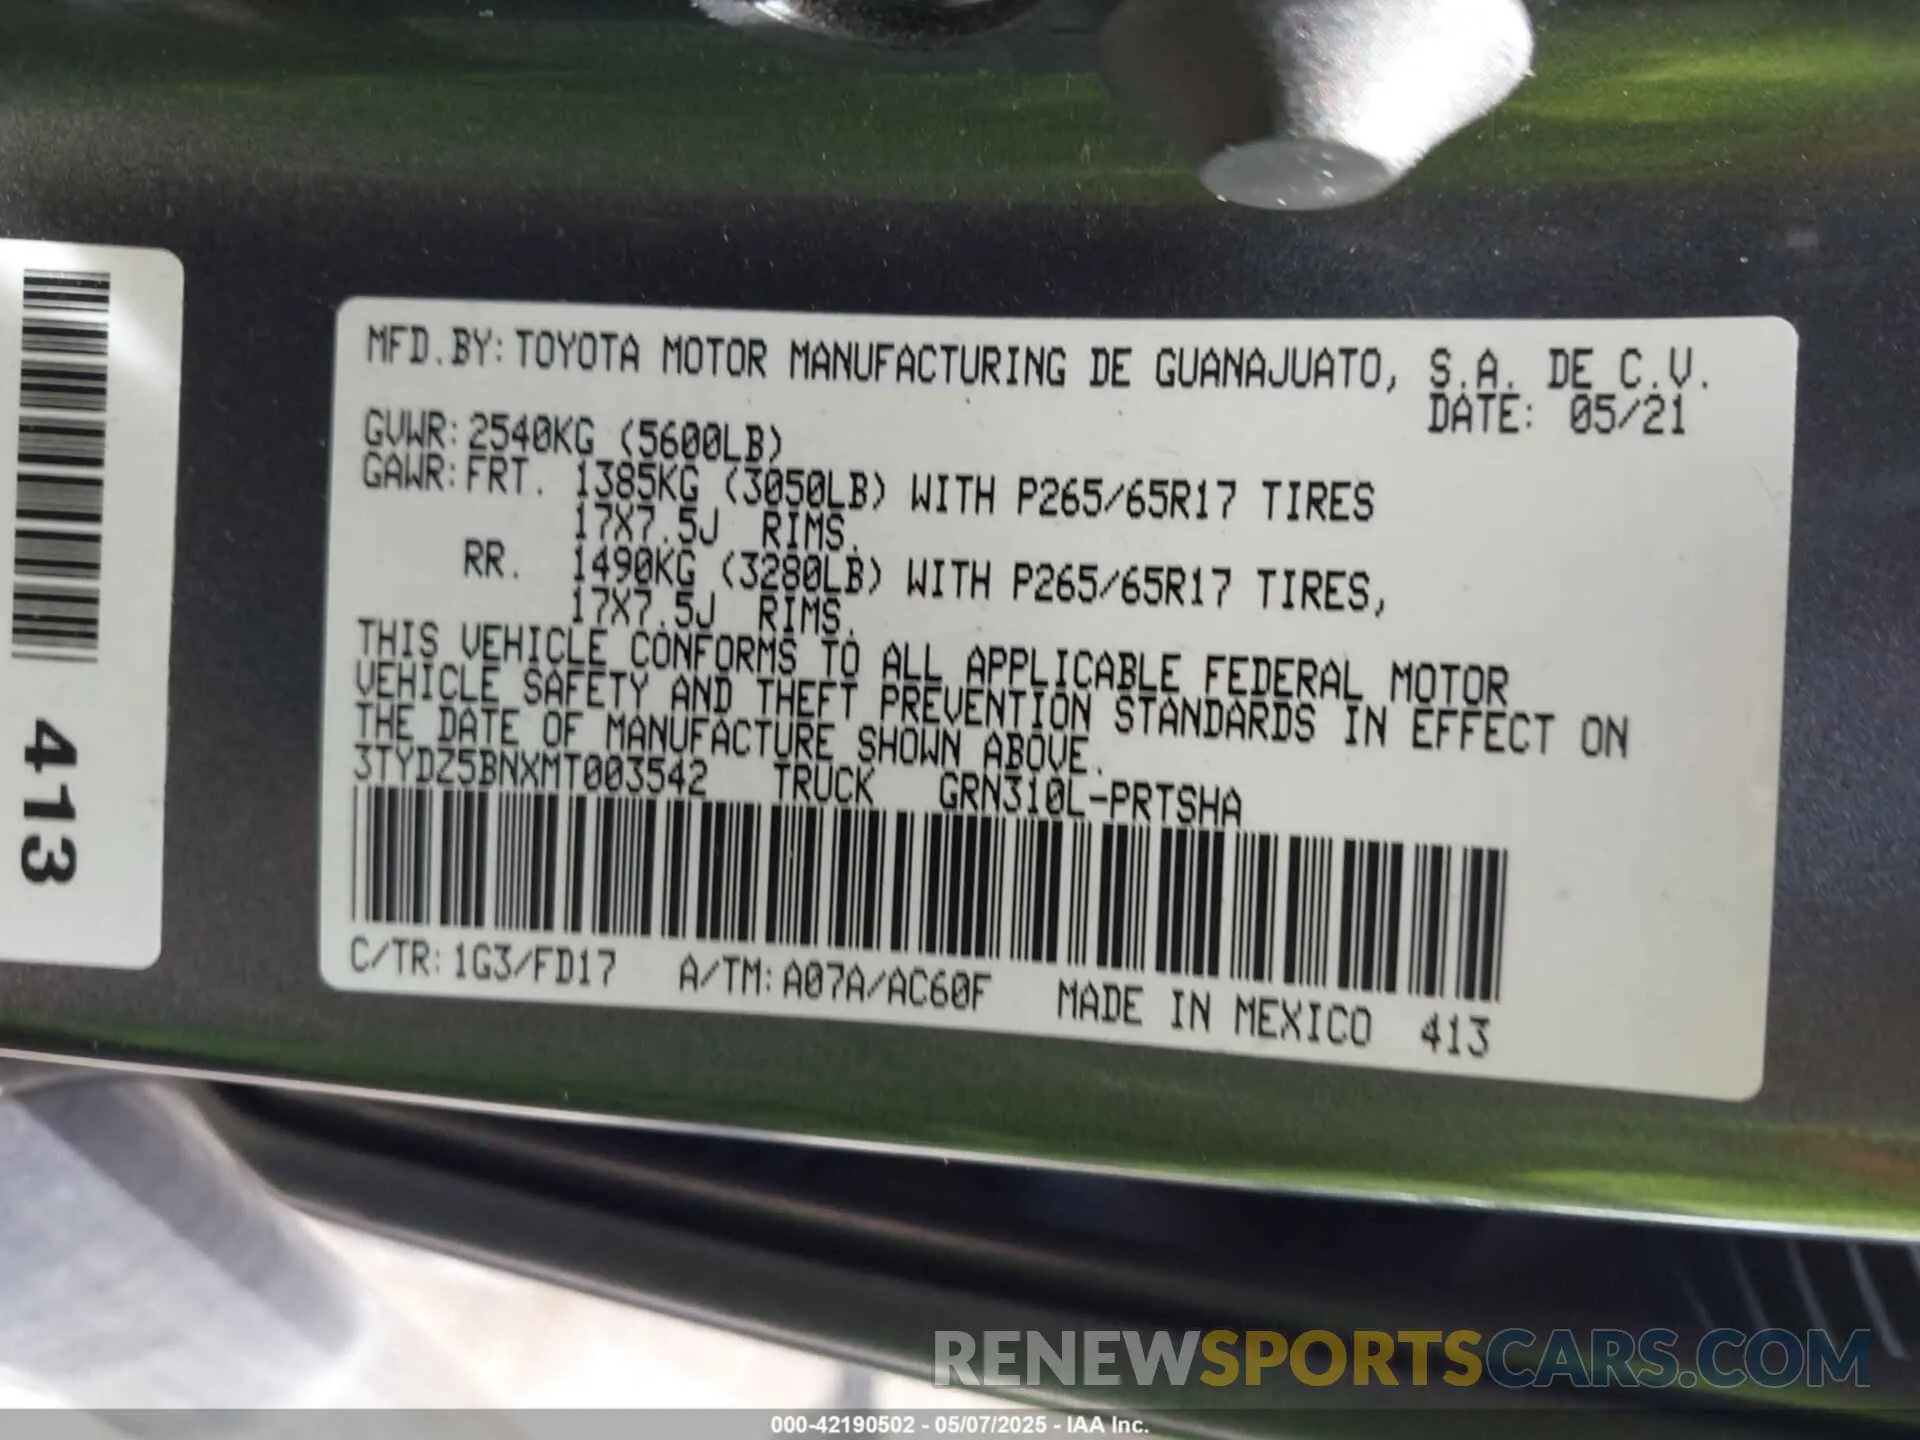 MFD.BY: TOYOTA MOTOR MANUFACTURING DE GUANAJUATO, S.A. DE C.V.
DATE: 05/21
GVWR: 2540KG (5600LB)
GAWR: FRT. 1385KG (3050LB) WITH P265/65R17 TIRES
17X7.5J RIMS.
RR. 1490KG (3280LB) WITH P265/65R17 TIRES,
17X7.5J RIMS.
THIS VEHICLE CONFORMS TO ALL APPLICABLE FEDERAL MOTOR
VEHICLE SAFETY AND THEFT PREVENTION STANDARDS IN EFFECT ON
THE DATE OF MANUFACTURE SHOWN ABOVE.
3TYDZ5BNXMT003542 TRUCK GRN310L-PRTSHA
C/TR: 1G3/FD17 A/TM: A07A/AC60F MADE IN MEXICO 413
413
RENEWSPORTSCARS.COM
000-42190502 - 05/07/2025 - IAA Inc.